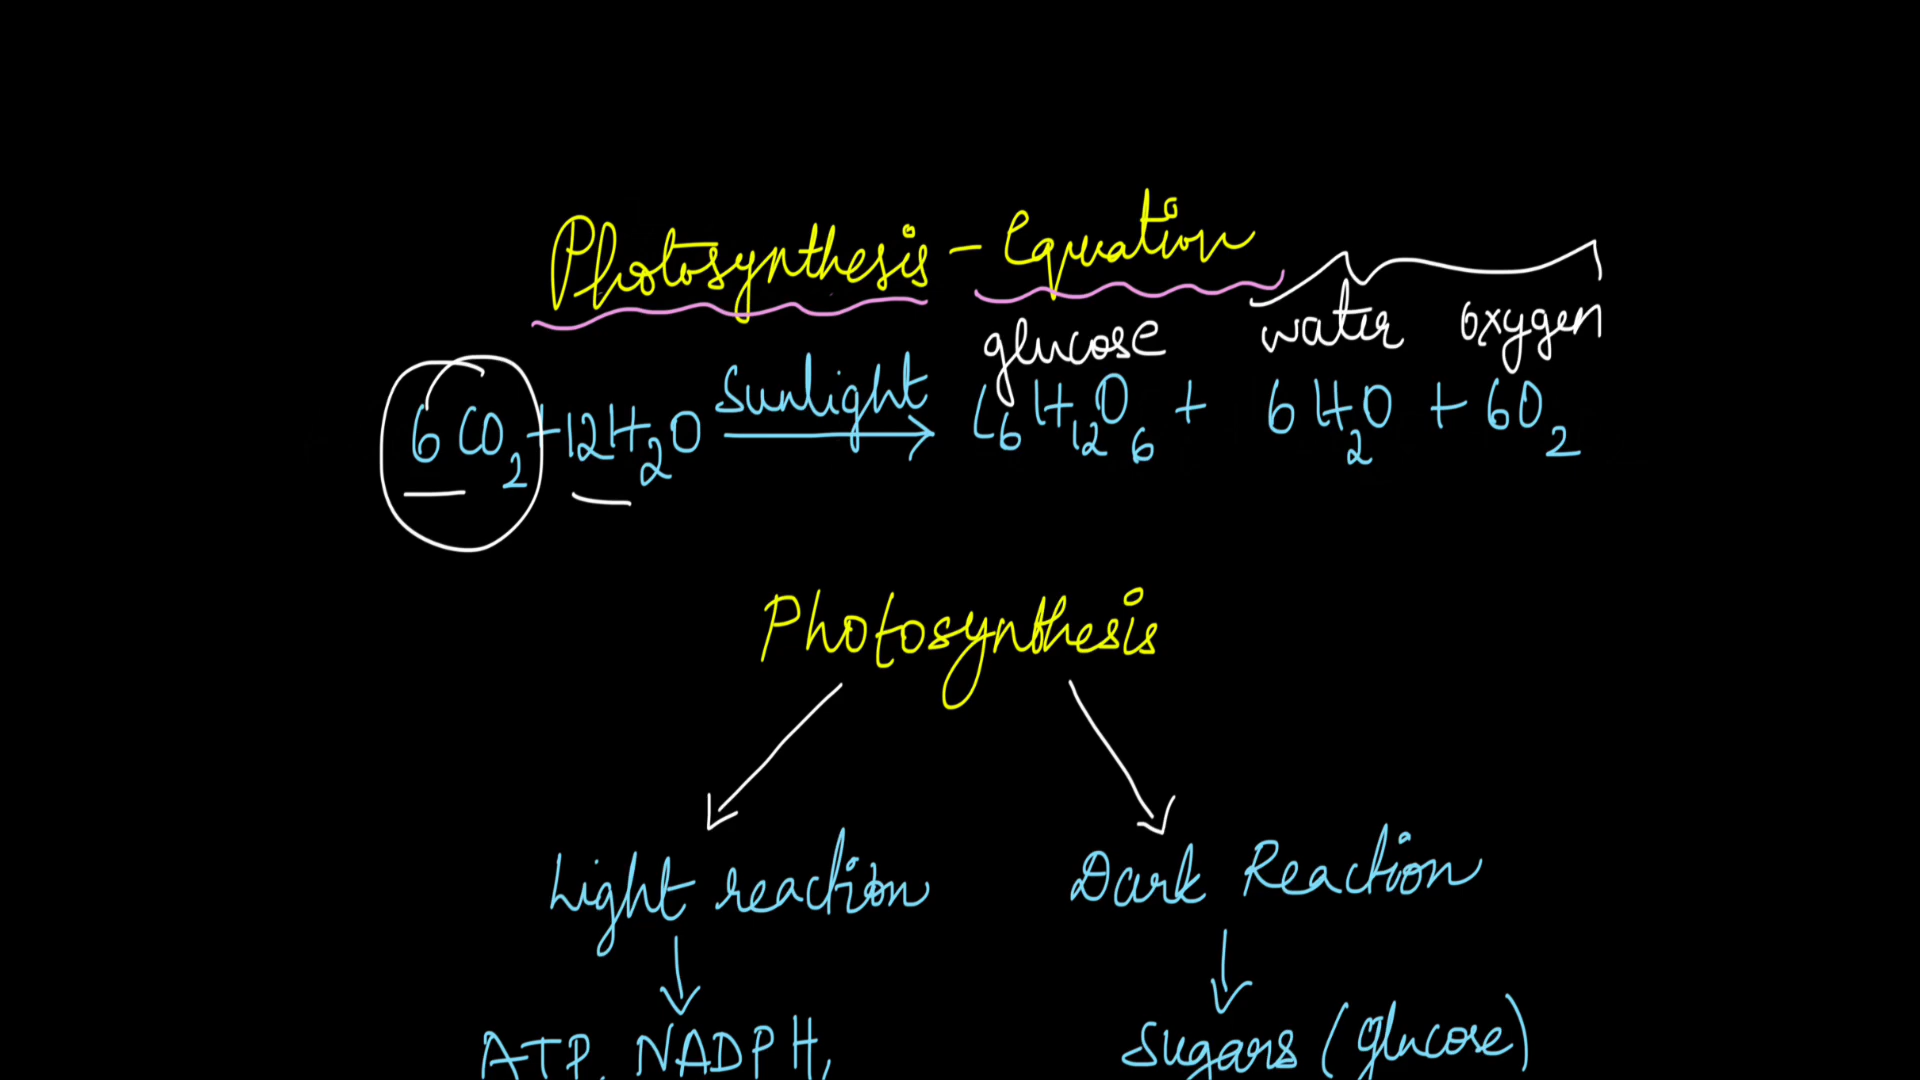 Photosynthesis - Equation
glucose water oxygen
6CO2 + 12H2O Sunlight → C6H12O6 + 6H2O + 6O2
Photosynthesis
Light reaction Dark Reaction
ATP, NADPH, Sugars (glucose)